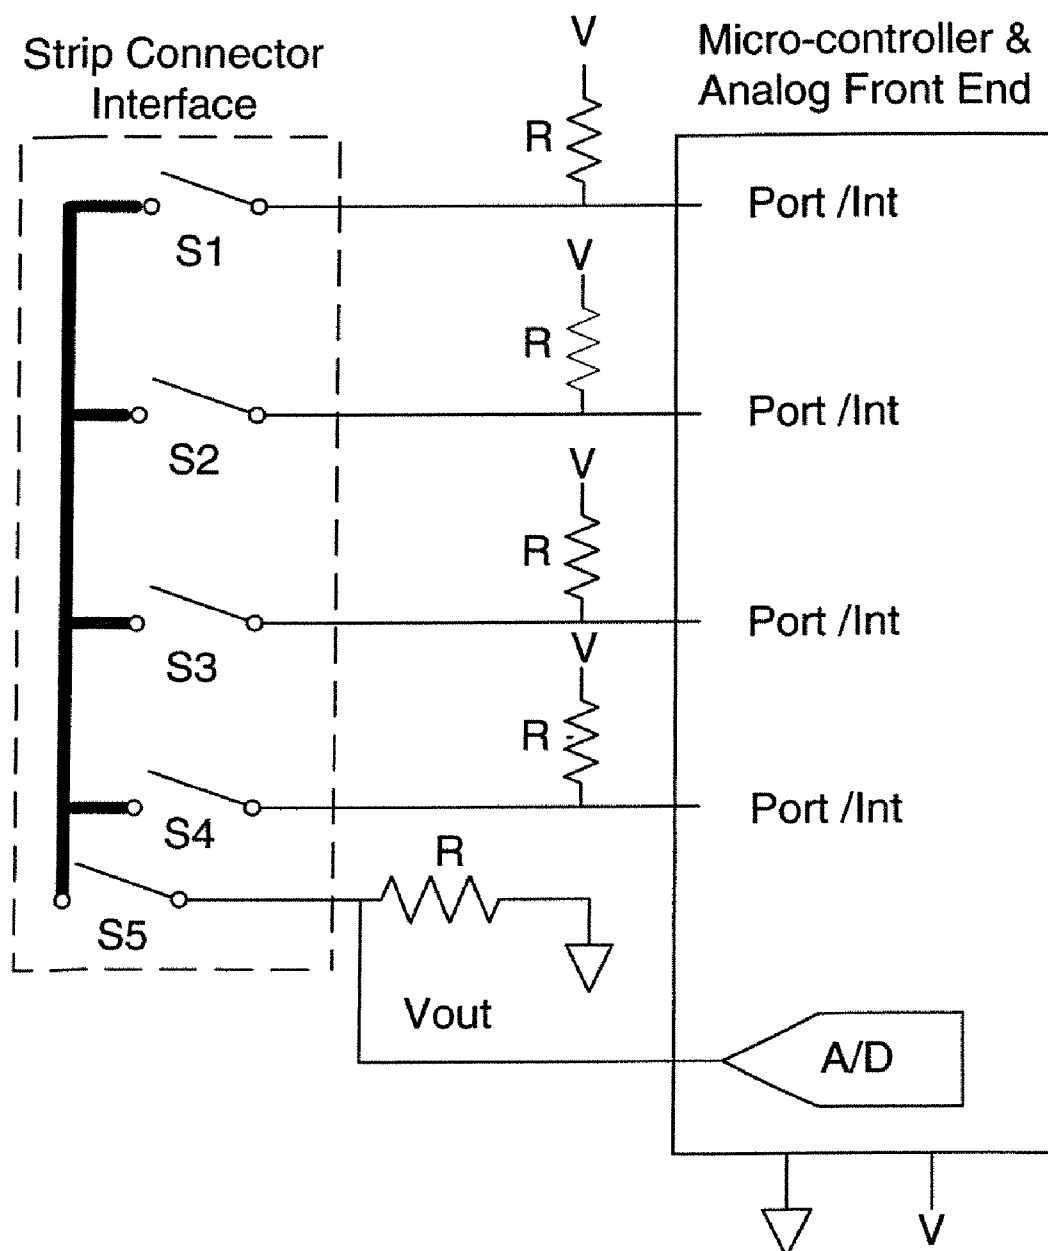 V
Micro-controller &
Strip Connector
Analog Front End
Interface
R
Port /Int
S1
V
R
Port /Int
S2
V
R
Port /Int
S3
V
R
Port /Int
S4
R
S5
Vout
A/D
V